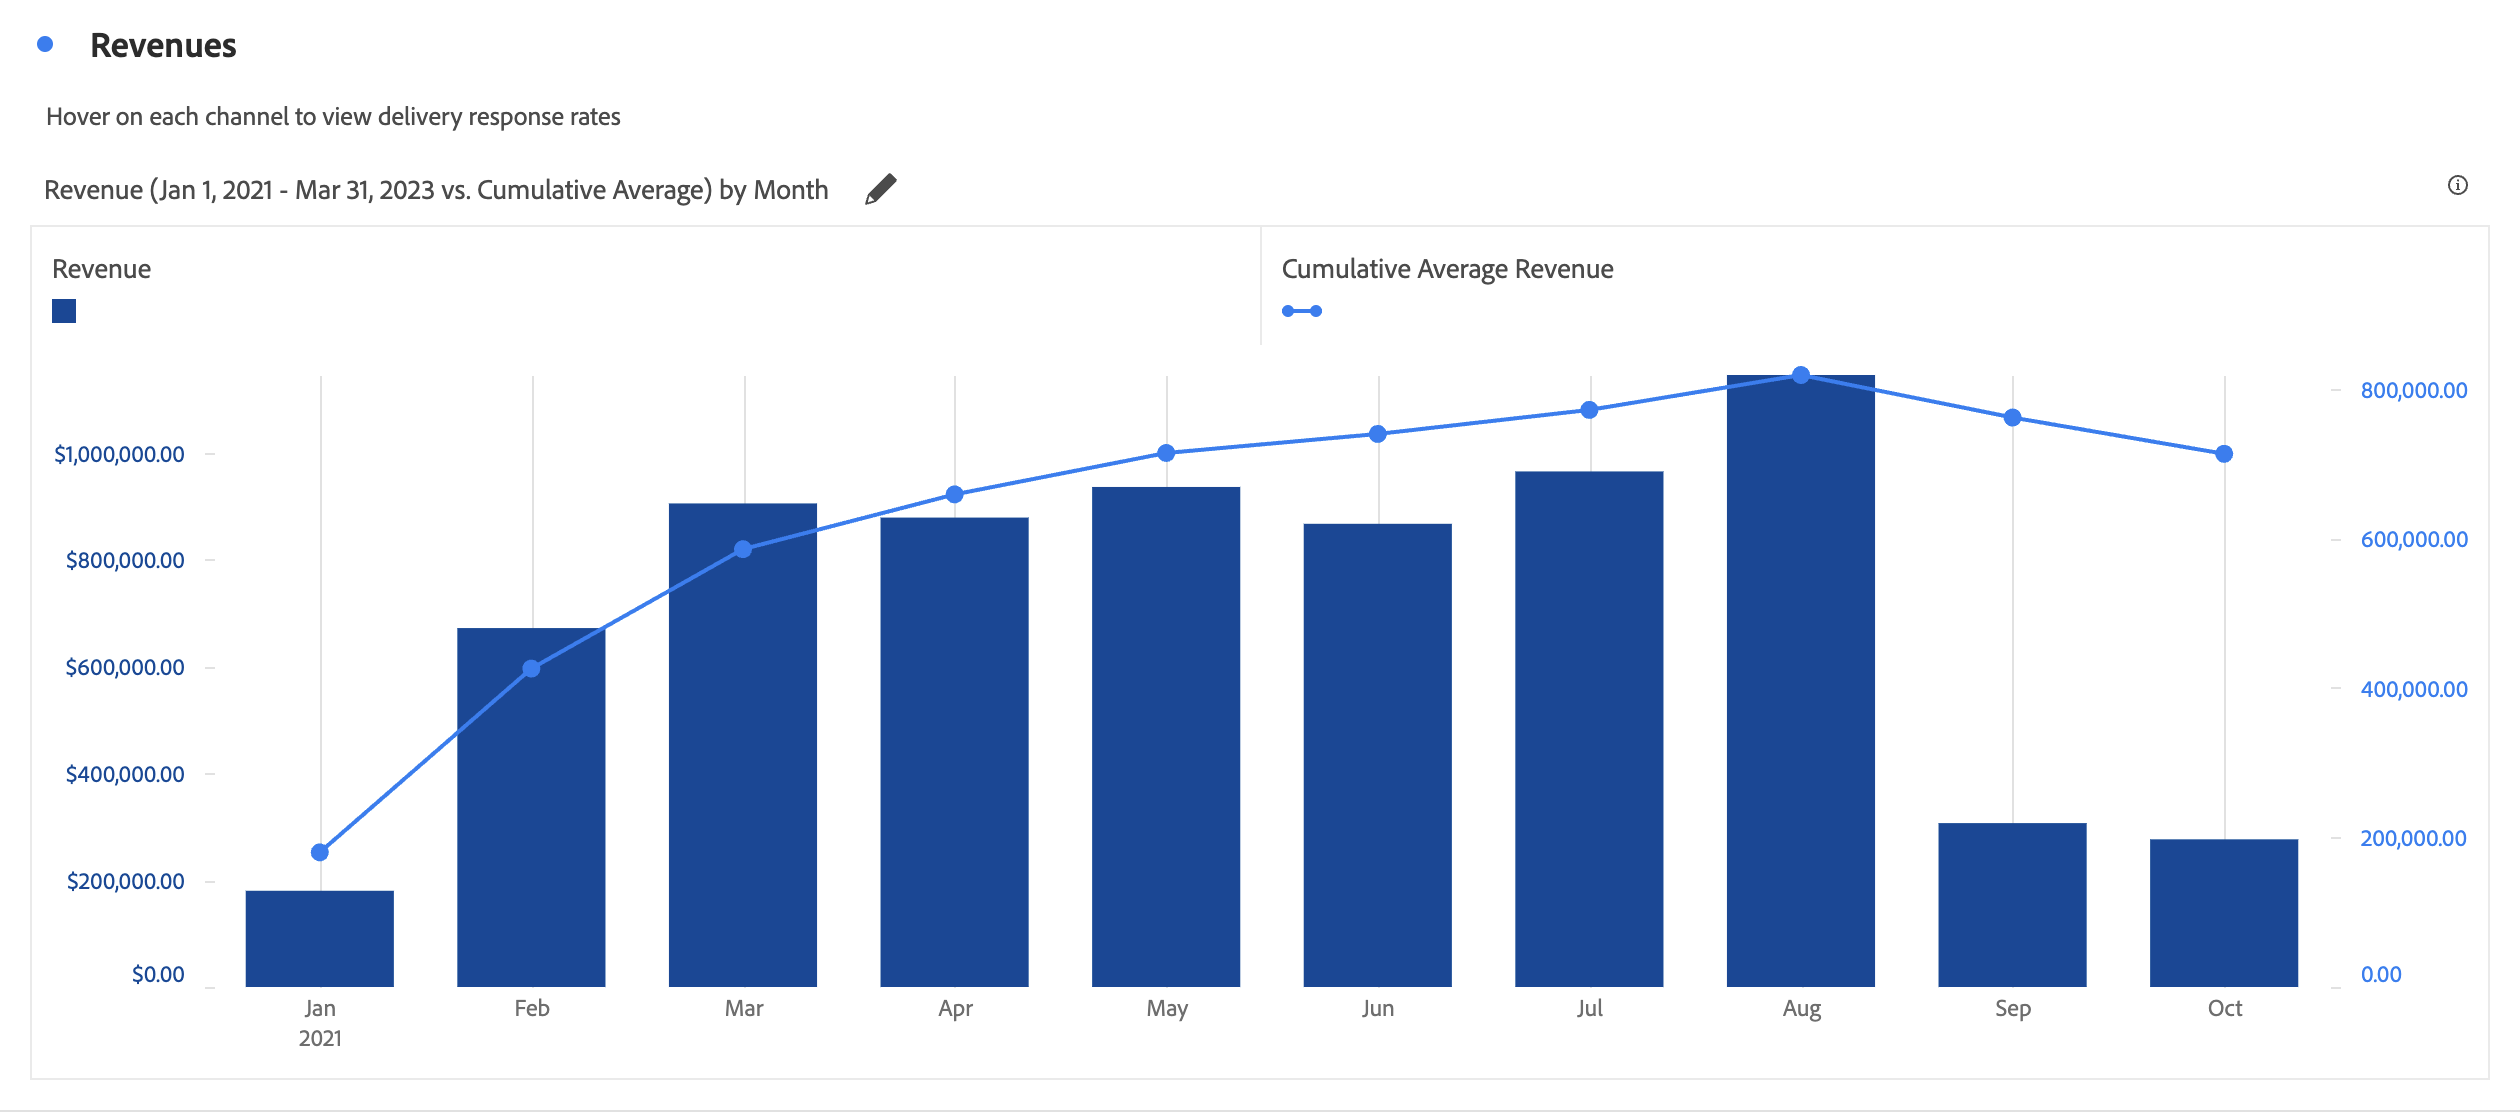 Revenues
Hover on each channel to view delivery response rates
Revenue (Jan 1, 2021 - Mar 31, 2023 vs. Cumulative Average) by Month
Revenue
Cumulative Average Revenue
$1,000,000.00
$800,000.00
$600,000.00
$400,000.00
$200,000.00
$0.00
800,000.00
600,000.00
400,000.00
200,000.00
0.00
Jan Feb Mar Apr May Jun Jul Aug Sep Oct
2021